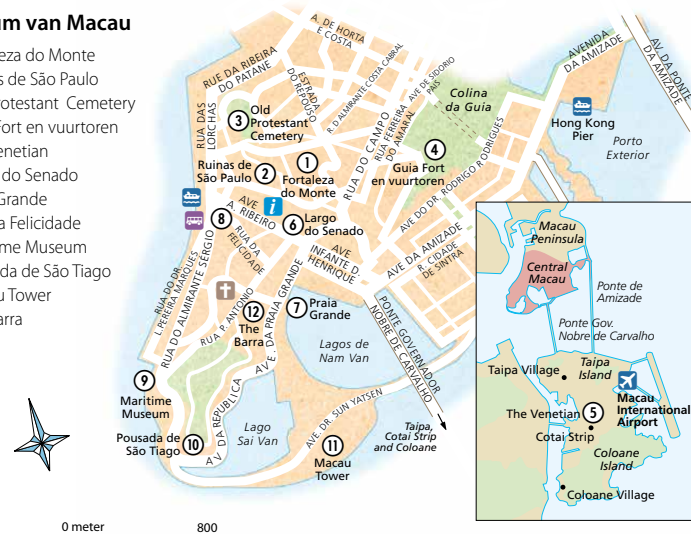 um van Macau
eza do Monte
s de São Paulo
rotestant Cemetery
Fort en vuurtoren
enetian
do Senado
Grande
a Felicidade
me Museum
da de São Tiago
u Tower
arra
A. DE HORTA
E COSTA
RUE DA RIBEIRA
DO PATANE
ESTRADA
DO REPOUSO
R. D ALMIRANTE COSTA CABRAL
AVE DE SIDORIO
PAIS
AVENIDA
DA AMIZADE
AV. DA PONTE
DA AMIZADE
Colina
da Guia
RUA DAS
LORCHAS
3
Old
Protestant
Cemetery
RUA DO CAMPO
RUA FERREIRA
DO AMARAL
Hong Kong
Pier
Porto
Exterior
4
Guia Fort
en vuurtoren
Ruinas de
São Paulo
2
1
Fortaleza
do Monte
AVE DO DR. RODRIGO RODRIGUES
8
AVE
A. RIBEIRO
i
6
Largo
do Senado
RUA DA
FELICIDADE
AVE
INFANTE D.
HENRIQUE
AVE DA AMIZADE
R. CIDADE
DE SINTRA
RUA DO DR.
L. PEREIRA MARQUES
RUA DO ALMIRANTE SÉRGIO
RUA P. ANTONIO
12
The
Barra
AVE. DA PRAIA GRANDE
7
Praia
Grande
Lagos de
Nam Van
PONTE GOVERNADOR
NOBRE DE CARVALHO
9
Maritime
Museum
Pousada de
São Tiago
10
AV DA REPUBLICA
Lago
Sai Van
AVE. DR. SUN YATSEN
11
Macau
Tower
Taipa,
Cotai Strip
and Coloane
Macau
Peninsula
Central
Macau
Ponte de
Amizade
Ponte Gov.
Nobre de Carvalho
Taipa Village
Taipa
Island
Macau
International
Airport
The Venetian
5
Cotai Strip
Coloane
Island
Coloane Village
0 meter
800